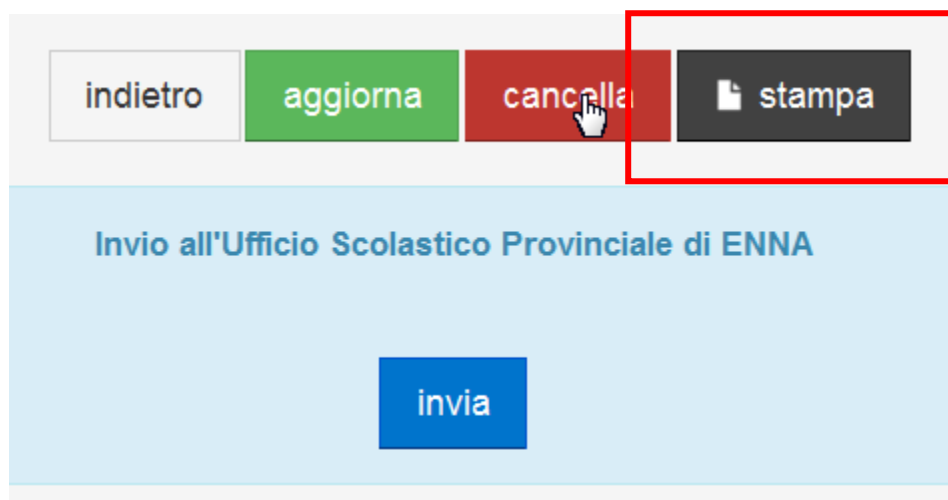 indietro aggiorna cancella stampa
Invio all'Ufficio Scolastico Provinciale di ENNA
invia